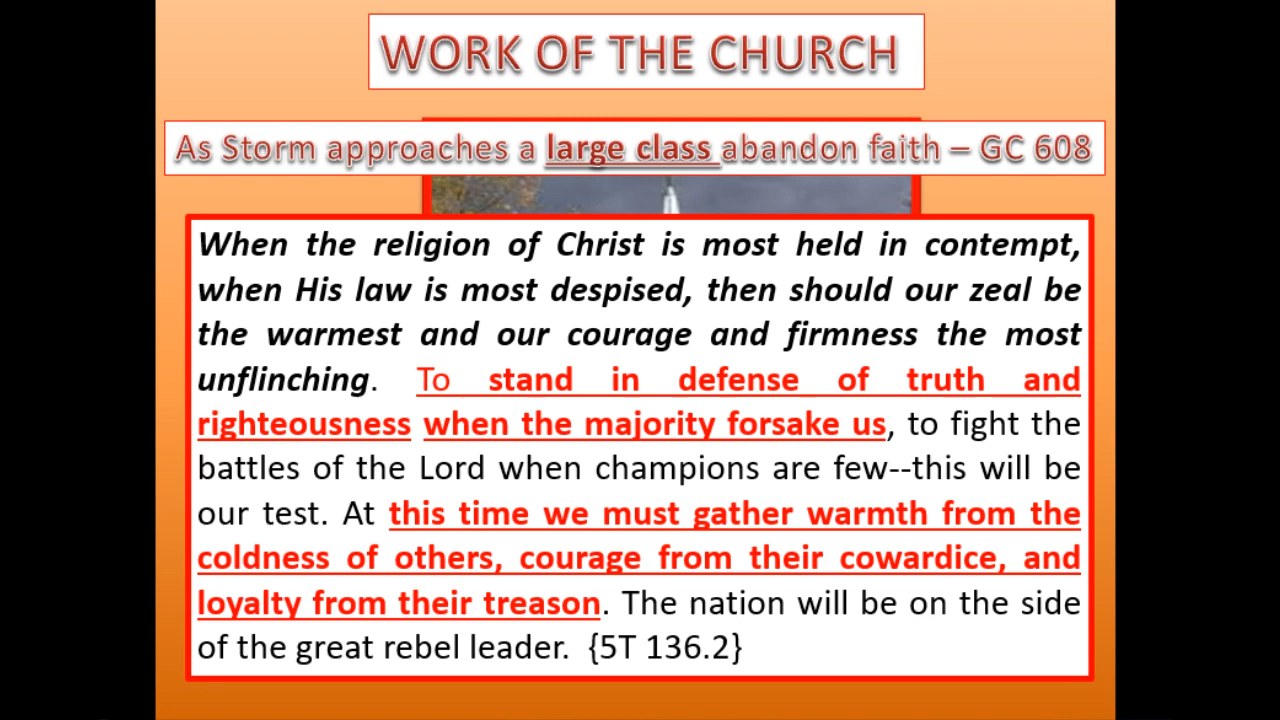 WORK OF THE CHURCH
As Storm approaches a large class abandon faith – GC 608
When the religion of Christ is most held in contempt,
when His law is most despised, then should our zeal be
the warmest and our courage and firmness the most
unflinching. To stand in defense of truth and
righteousness when the majority forsake us, to fight the
battles of the Lord when champions are few--this will be
our test. At this time we must gather warmth from the
coldness of others, courage from their cowardice, and
loyalty from their treason. The nation will be on the side
of the great rebel leader. {5T 136.2}